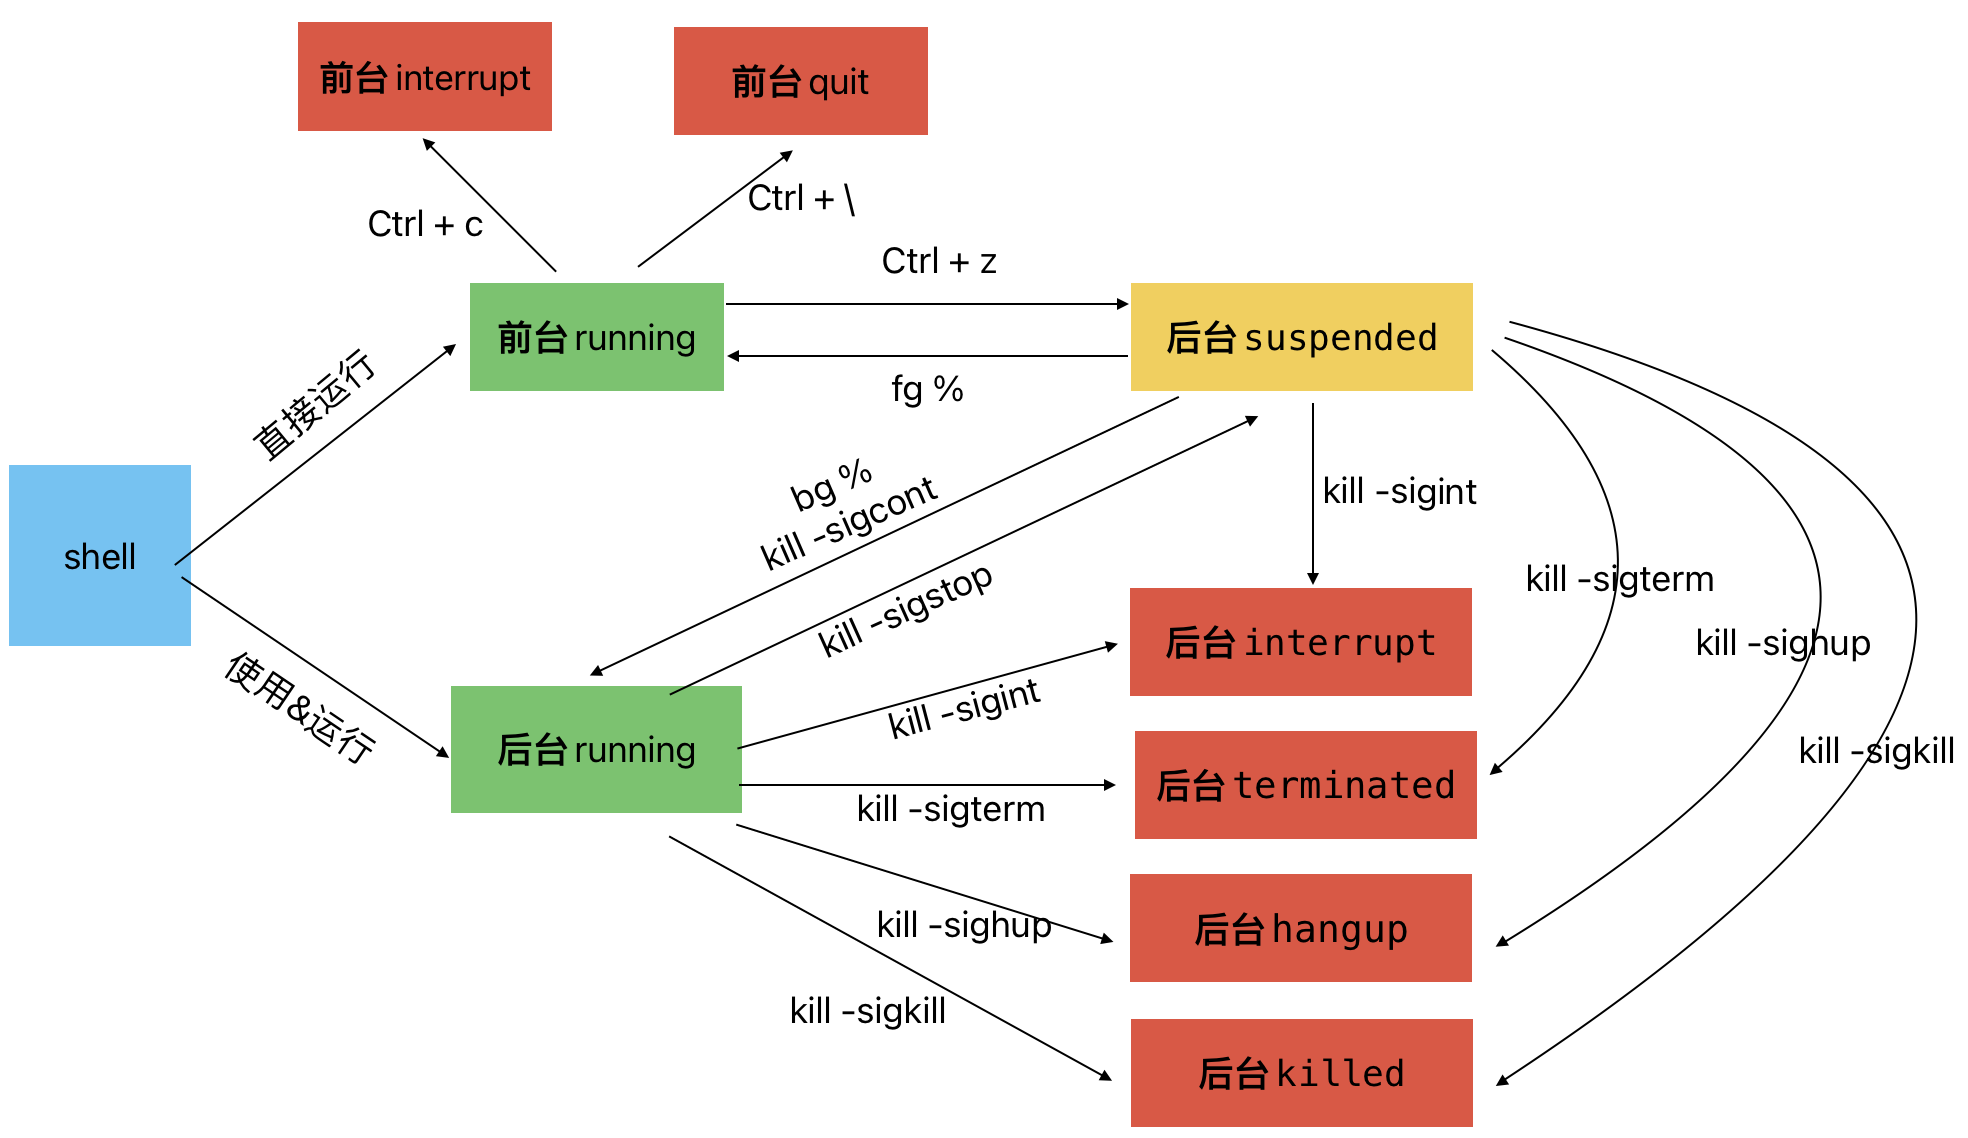 前台 interrupt
前台 quit
Ctrl + c
Ctrl + \
Ctrl + z
前台 running
后台 suspended
fg %
直接运行
bg %
kill -sigcont
kill -sigint
shell
kill -sigterm
kill -sigstop
kill -sighup
后台 interrupt
使用&运行
kill -sigint
后台 running
kill -sigkill
后台 terminated
kill -sigterm
kill -sighup
后台 hangup
kill -sigkill
后台 killed